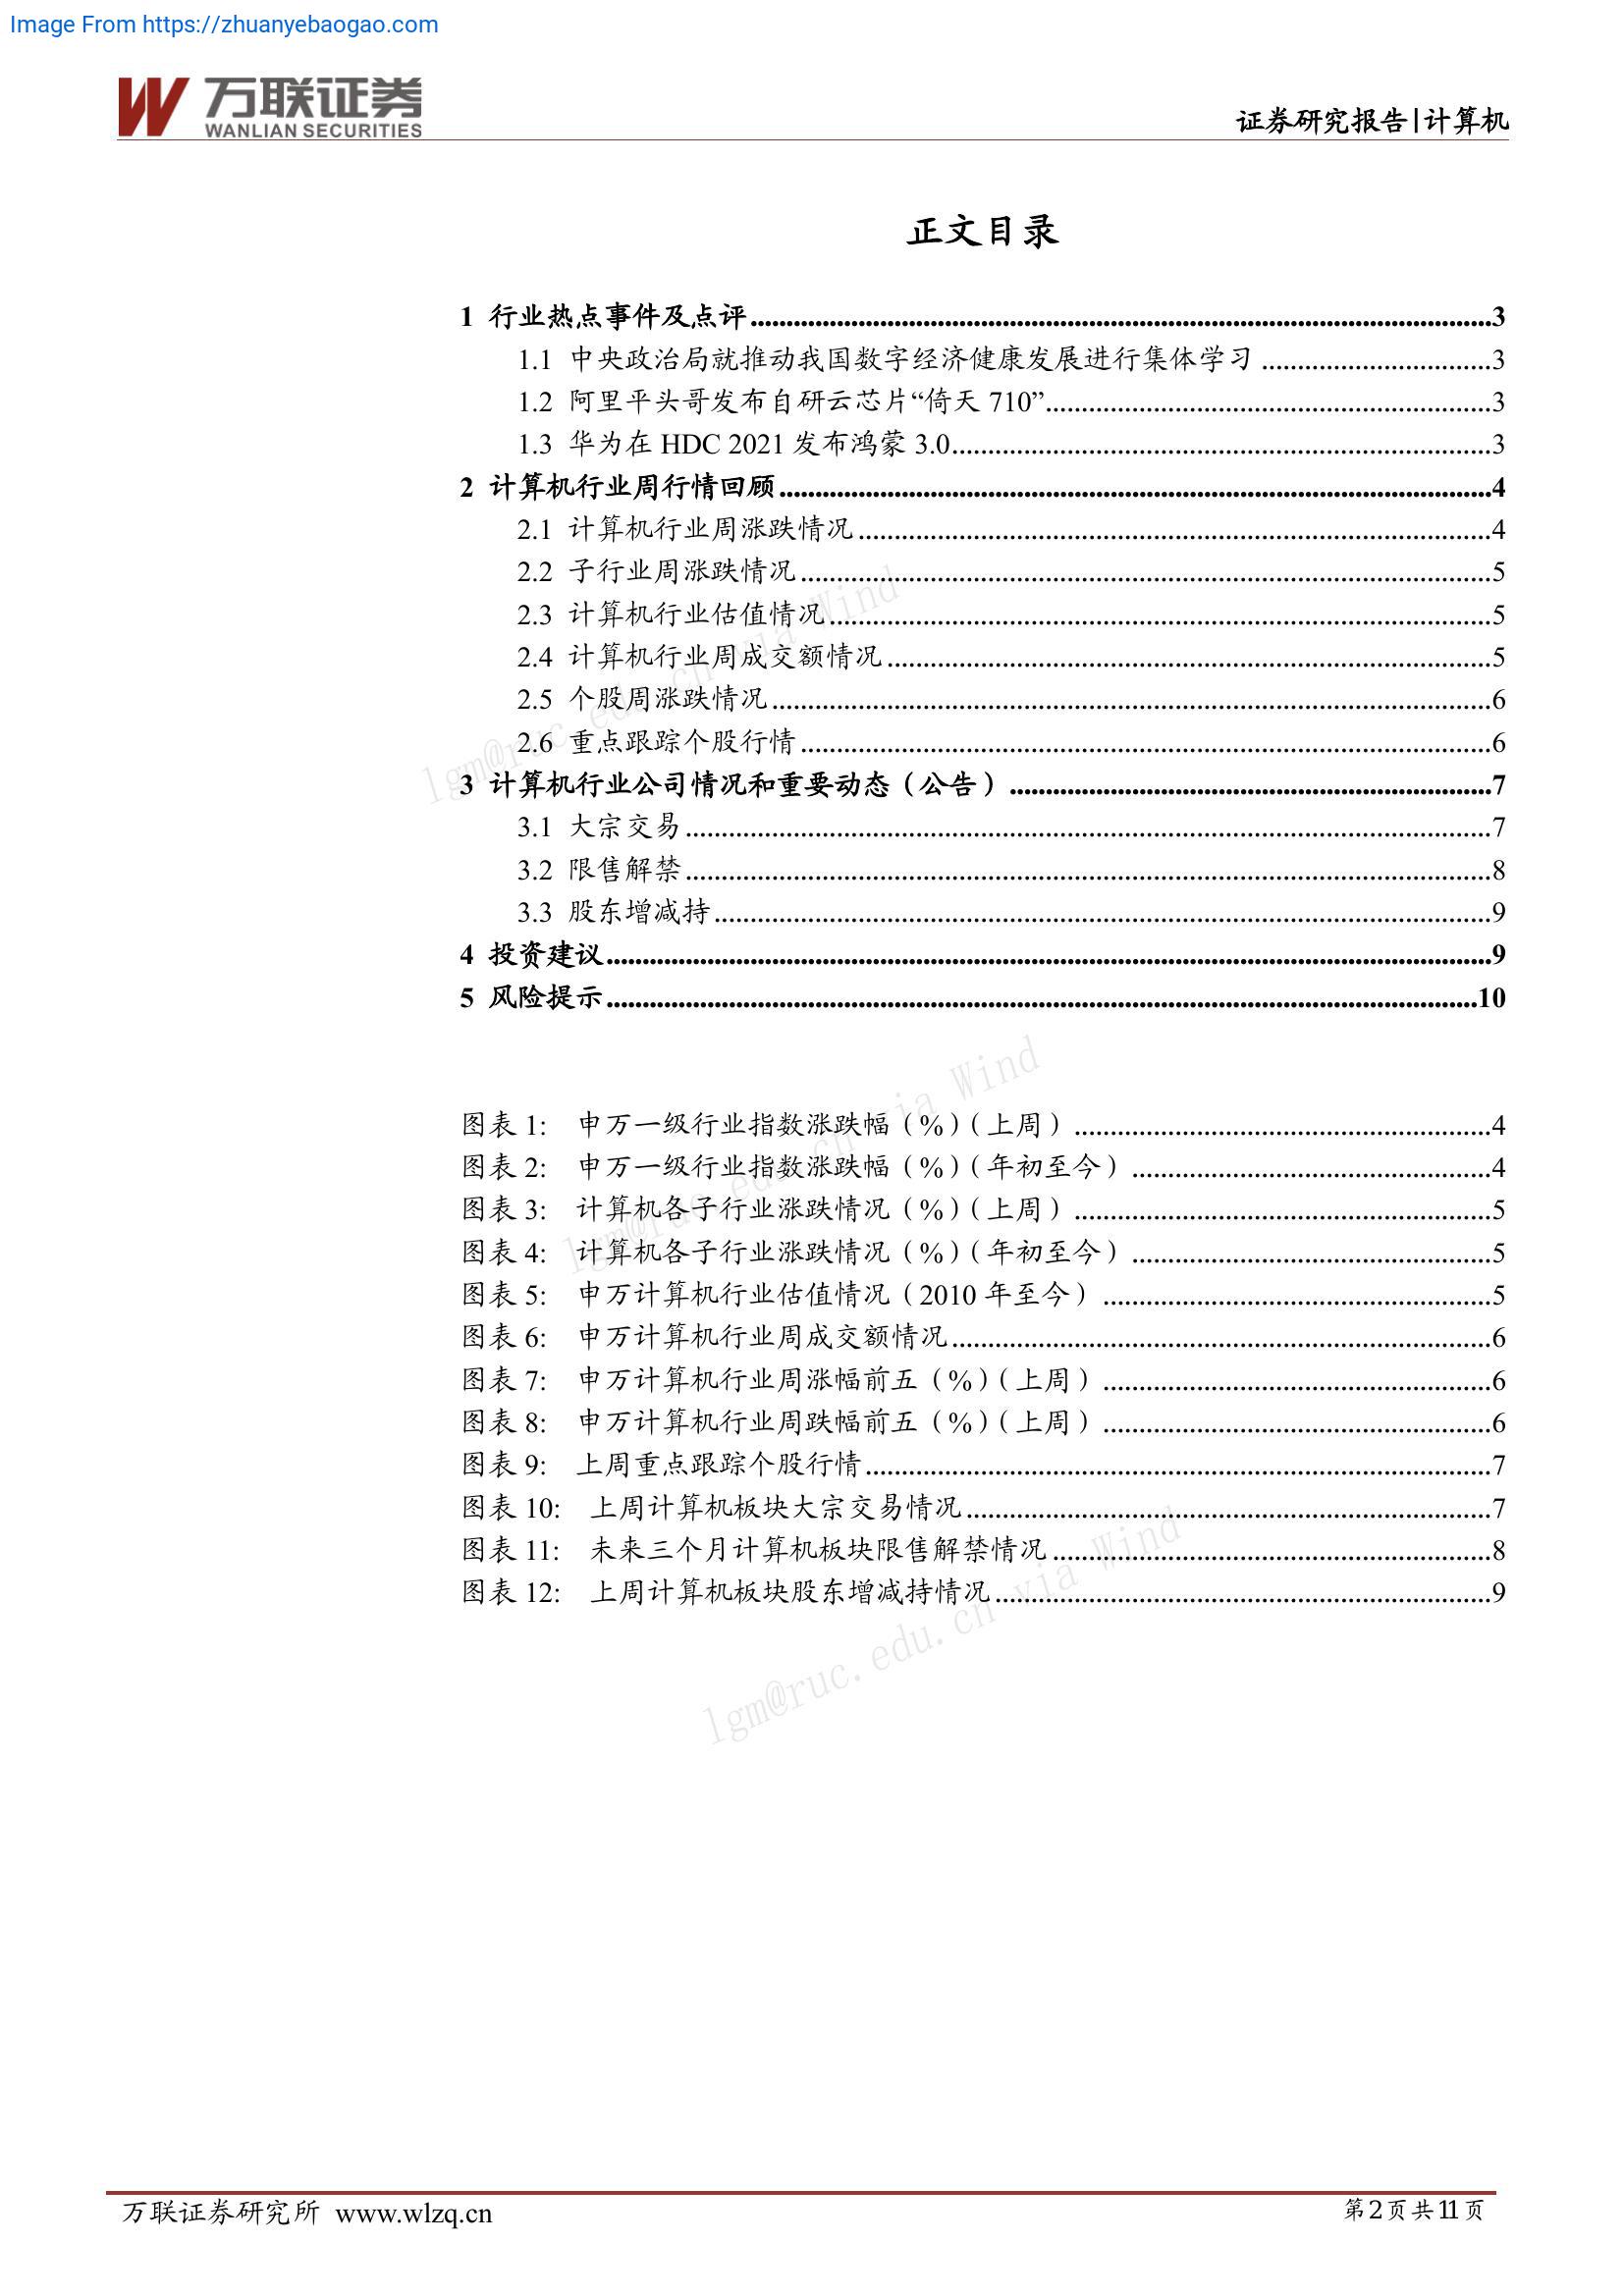 Image From https://zhuanyebaogao.com
万联证券
WANLIAN SECURITIES
证券研究报告|计算机
正文目录
1 行业热点事件及点评......3
1.1 中央政治局就推动我国数字经济健康发展进行集体学习......3
1.2 阿里平头哥发布自研云芯片“倚天 710”......3
1.3 华为在 HDC 2021 发布鸿蒙 3.0......3
2 计算机行业周行情回顾......4
2.1 计算机行业周涨跌情况......4
2.2 子行业周涨跌情况......5
2.3 计算机行业估值情况......5
2.4 计算机行业周成交额情况......5
2.5 个股周涨跌情况......6
2.6 重点跟踪个股行情......6
3 计算机行业公司情况和重要动态（公告）......7
3.1 大宗交易......7
3.2 限售解禁......8
3.3 股东增减持......9
4 投资建议......9
5 风险提示......10
图表 1: 申万一级行业指数涨跌幅（%）（上周）......4
图表 2: 申万一级行业指数涨跌幅（%）（年初至今）......4
图表 3: 计算机各子行业涨跌情况（%）（上周）......5
图表 4: 计算机各子行业涨跌情况（%）（年初至今）......5
图表 5: 申万计算机行业估值情况（2010 年至今）......5
图表 6: 申万计算机行业周成交额情况......6
图表 7: 申万计算机行业周涨幅前五（%）（上周）......6
图表 8: 申万计算机行业周跌幅前五（%）（上周）......6
图表 9: 上周重点跟踪个股行情......7
图表 10: 上周计算机板块大宗交易情况......7
图表 11: 未来三个月计算机板块限售解禁情况......8
图表 12: 上周计算机板块股东增减持情况......9
lgm@ruc.edu.cn via Wind
lgm@ruc.edu.cn via Wind
lgm@ruc.edu.cn via Wind
万联证券研究所 www.wlzq.cn
第 2 页 共 11 页